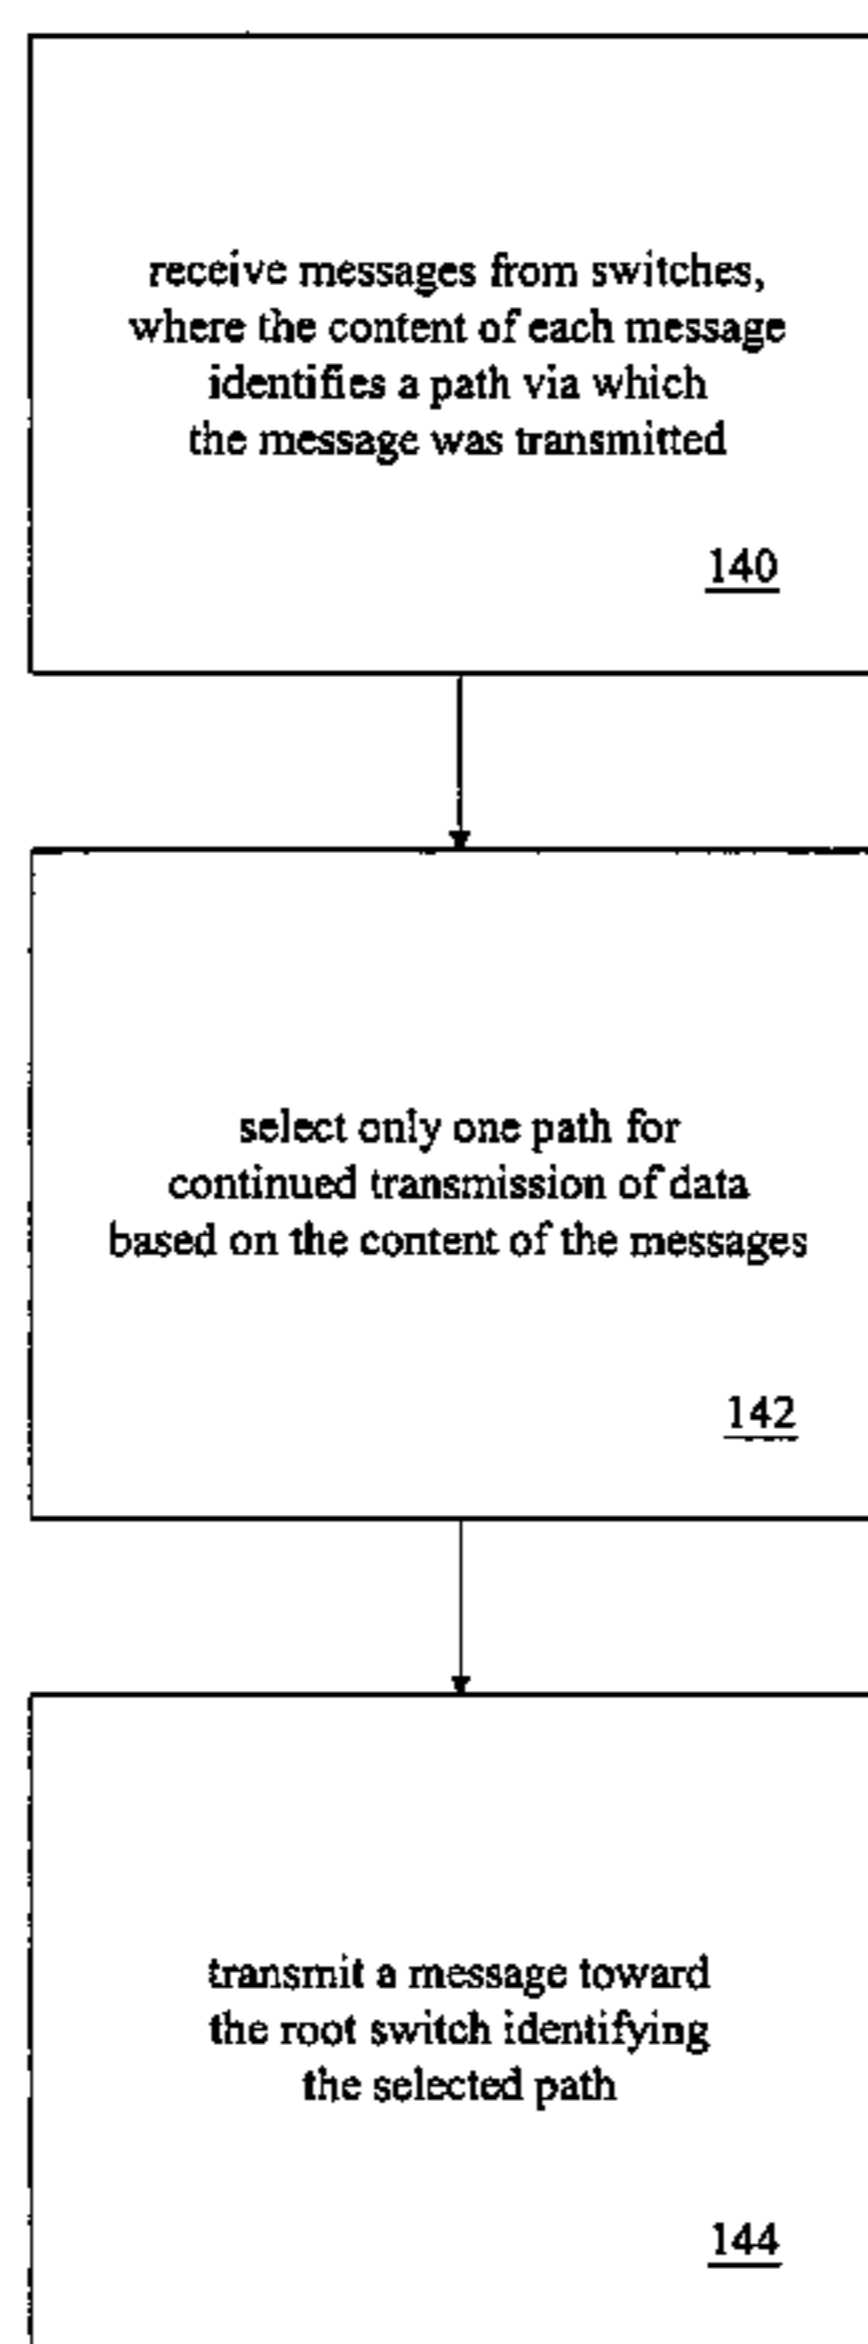 receive messages from switches,
where the content of each message
identifies a path via which
the message was transmitted
140
select only one path for
continued transmission of data
based on the content of the messages
142
transmit a message toward
the root switch identifying
the selected path
144